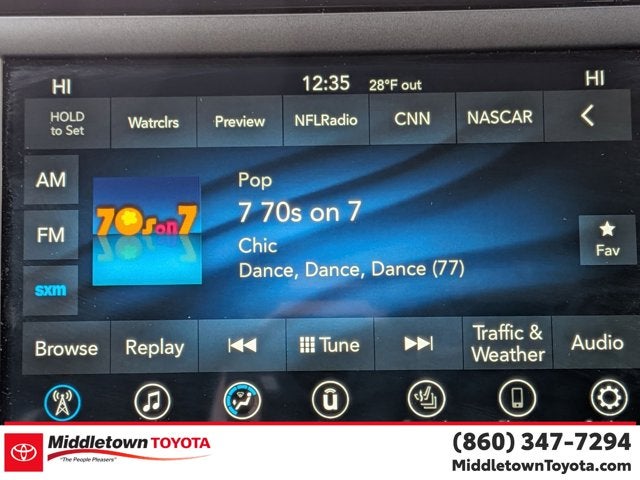 HI 12:35 28°F out HI
HOLD to Set
Watrclrs Preview NFLRadio CNN NASCAR
AM
FM
sxm
70s on 7
Pop
7 70s on 7
Chic
Dance, Dance, Dance (77)
Fav
Browse Replay Tune Traffic & Weather Audio
Middletown TOYOTA
"The People Pleasers"
(860) 347-7294
MiddletownToyota.com